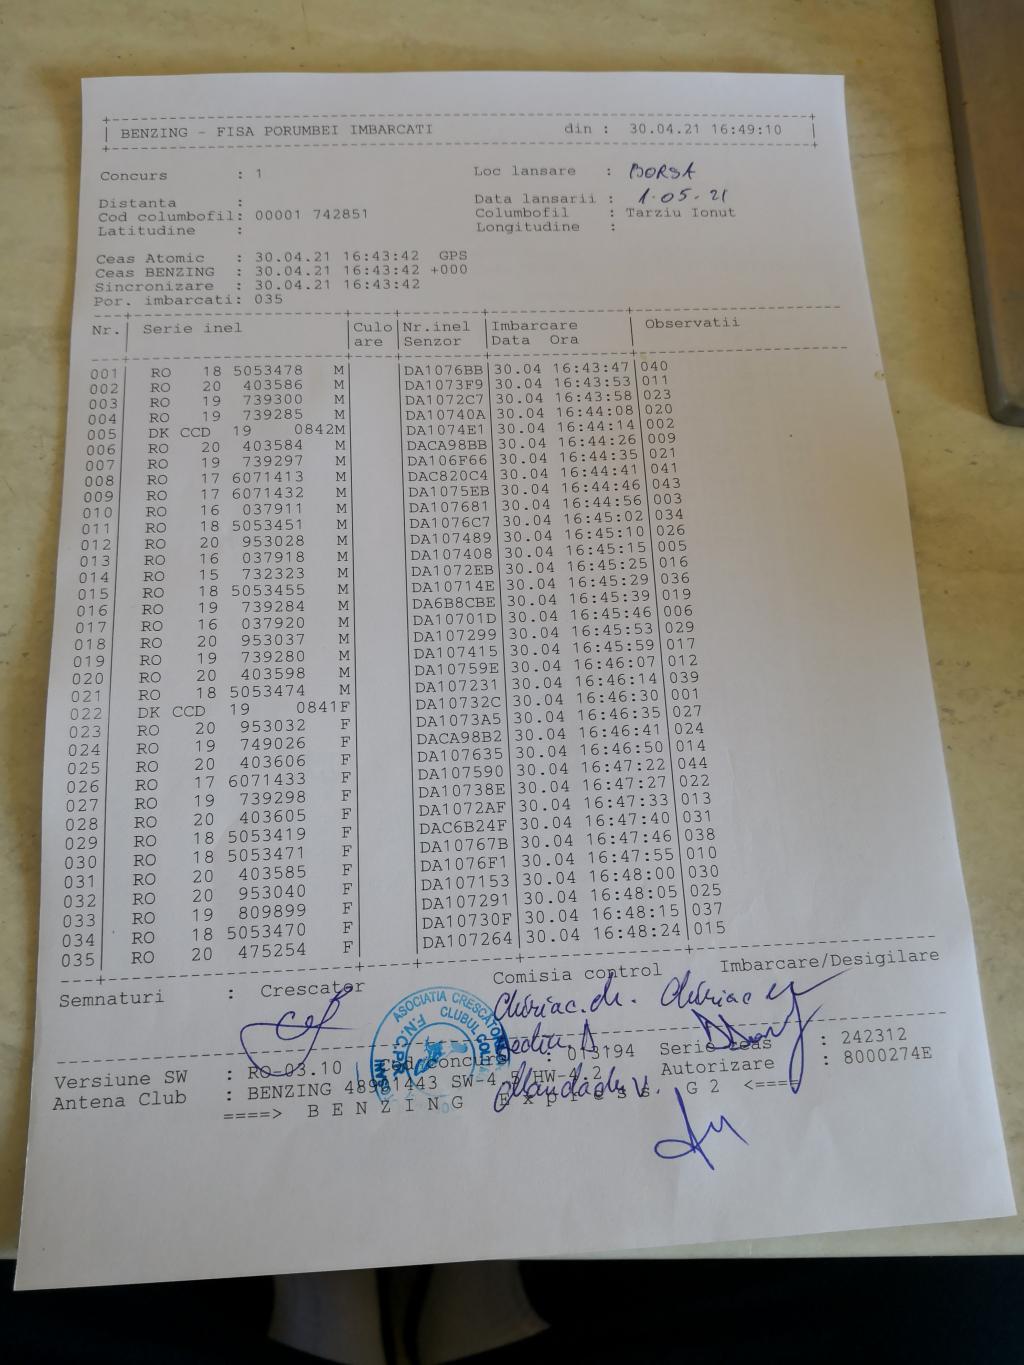 BENZING - FISA PORUMBEI IMBARCATI din : 30.04.21 16:49:10
Concurs : 1 Loc lansare : BORSA
Distanta : Data lansarii : 1.05.21
Cod columbofil: 00001 742851 Columbofil : Tarziu Ionut
Latitudine : Longitudine :
Ceas Atomic : 30.04.21 16:43:42 GPS
Ceas BENZING : 30.04.21 16:43:42 +000
Sincronizare : 30.04.21 16:43:42
Por. imbarcati: 035
Nr. Serie inel Culo Nr.inel Imbarcare Observatii
are Senzor Data Ora
001 RO 18 5053478 M DA1076BB 30.04 16:43:47 040
002 RO 20 403586 M DA1073F9 30.04 16:43:53 011
003 RO 19 739300 M DA1072C7 30.04 16:43:58 023
004 RO 19 739285 M DA10740A 30.04 16:44:08 020
005 DK CCD 19 0842M DA1074E1 30.04 16:44:14 002
006 RO 20 403584 M DACA98BB 30.04 16:44:26 009
007 RO 19 739297 M DA106F66 30.04 16:44:35 021
008 RO 17 6071413 M DAC820C4 30.04 16:44:41 041
009 RO 17 6071432 M DA1075EB 30.04 16:44:46 043
010 RO 16 037911 M DA107681 30.04 16:44:56 003
011 RO 18 5053451 M DA1076C7 30.04 16:45:02 034
012 RO 20 953028 M DA107489 30.04 16:45:10 026
013 RO 16 037918 M DA107408 30.04 16:45:15 005
014 RO 15 732323 M DA1072EB 30.04 16:45:25 016
015 RO 18 5053455 M DA10714E 30.04 16:45:29 036
016 RO 19 739284 M DA6B8CBE 30.04 16:45:39 019
017 RO 16 037920 M DA10701D 30.04 16:45:46 006
018 RO 20 953037 M DA107299 30.04 16:45:53 029
019 RO 19 739280 M DA107415 30.04 16:45:59 017
020 RO 20 403598 M DA10759E 30.04 16:46:07 012
021 RO 18 5053474 M DA107231 30.04 16:46:14 039
022 DK CCD 19 0841F DA10732C 30.04 16:46:30 001
023 RO 20 953032 F DA1073A5 30.04 16:46:35 027
024 RO 19 749026 F DACA98B2 30.04 16:46:41 024
025 RO 20 403606 F DA107635 30.04 16:46:50 014
026 RO 17 6071433 F DA107590 30.04 16:47:22 044
027 RO 19 739298 F DA10738E 30.04 16:47:27 022
028 RO 20 403605 F DA1072AF 30.04 16:47:33 013
029 RO 18 5053419 F DAC6B24F 30.04 16:47:40 031
030 RO 18 5053471 F DA10767B 30.04 16:47:46 038
031 RO 20 403585 F DA1076F1 30.04 16:47:55 010
032 RO 20 953040 F DA107153 30.04 16:48:00 030
033 RO 19 809899 F DA107291 30.04 16:48:05 025
034 RO 18 5053470 F DA10730F 30.04 16:48:15 037
035 RO 20 475254 F DA107264 30.04 16:48:24 015
Semnaturi : Crescator Comisia control Imbarcare/Desigilare
ASOCIATIA
F.N.C.P.R.
CLUBUL
Versiune SW : RO-03.10 Cod concurs : 013194 Serie ceas : 242312
Antena Club : BENZING 48981443 SW-4.5/HW-4.2 Autorizare : 8000274E
====> B E N Z I N G E x p r e s s G 2 <====